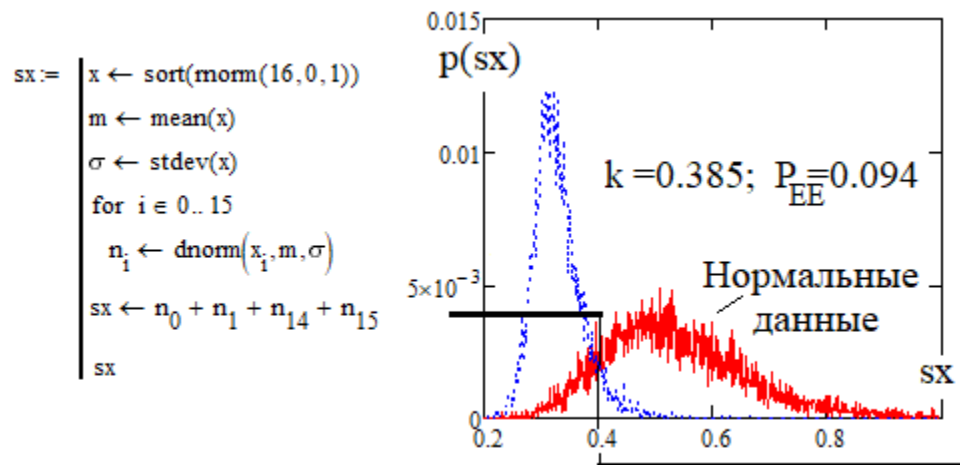 sx :=
x ← sort(rnorm(16,0,1))
m ← mean(x)
σ ← stdev(x)
for i ∈ 0.. 15
n_i ← dnorm(x_i,m,σ)
sx ← n_0 + n_1 + n_14 + n_15
sx
0.015
p(sx)
0.01
k =0.385; P_EE=0.094
5×10^-3
Нормальные
данные
sx
0
0.2 0.4 0.6 0.8